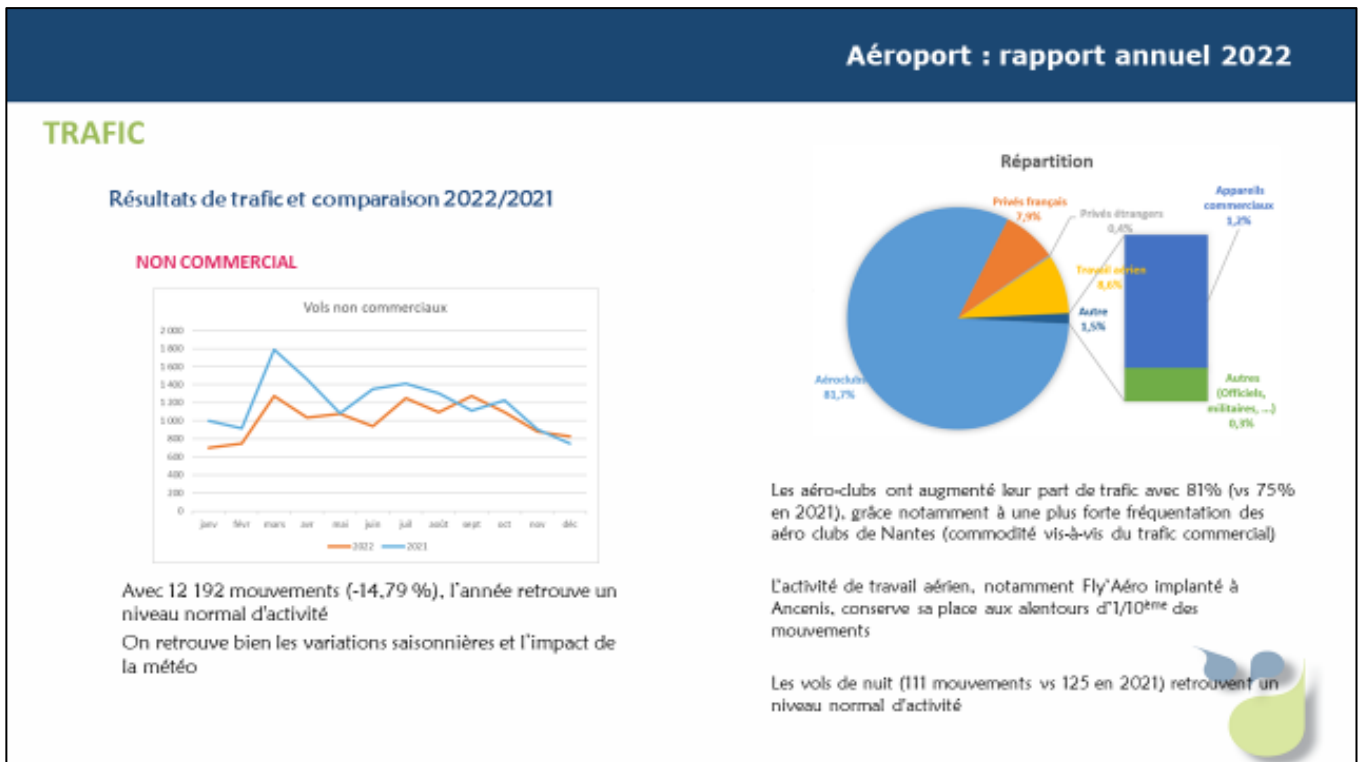 Aéroport : rapport annuel 2022
TRAFIC
Résultats de trafic et comparaison 2022/2021
NON COMMERCIAL
Vols non commerciaux
2 000
1 800
1 600
1 400
1 200
1 000
800
600
400
200
0
janv févr mars avr mai juin juil août sept oct nov déc
2022 2021
Avec 12 192 mouvements (-14,79 %), l'année retrouve un
niveau normal d'activité
On retrouve bien les variations saisonnières et l'impact de
la météo
Répartition
Privés français
7,9%
Privés étrangers
0,4%
Appareils
commerciaux
1,2%
Travail aérien
8,6%
Autre
1,5%
Aéroclubs
81,7%
Autres
(Officiels,
militaires, ...)
0,3%
Les aéro-clubs ont augmenté leur part de trafic avec 81% (vs 75%
en 2021), grâce notamment à une plus forte fréquentation des
aéro clubs de Nantes (commodité vis-à-vis du trafic commercial)
L'activité de travail aérien, notamment Fly'Aéro implanté à
Ancenis, conserve sa place aux alentours d'1/10ème des
mouvements
Les vols de nuit (111 mouvements vs 125 en 2021) retrouvent un
niveau normal d'activité